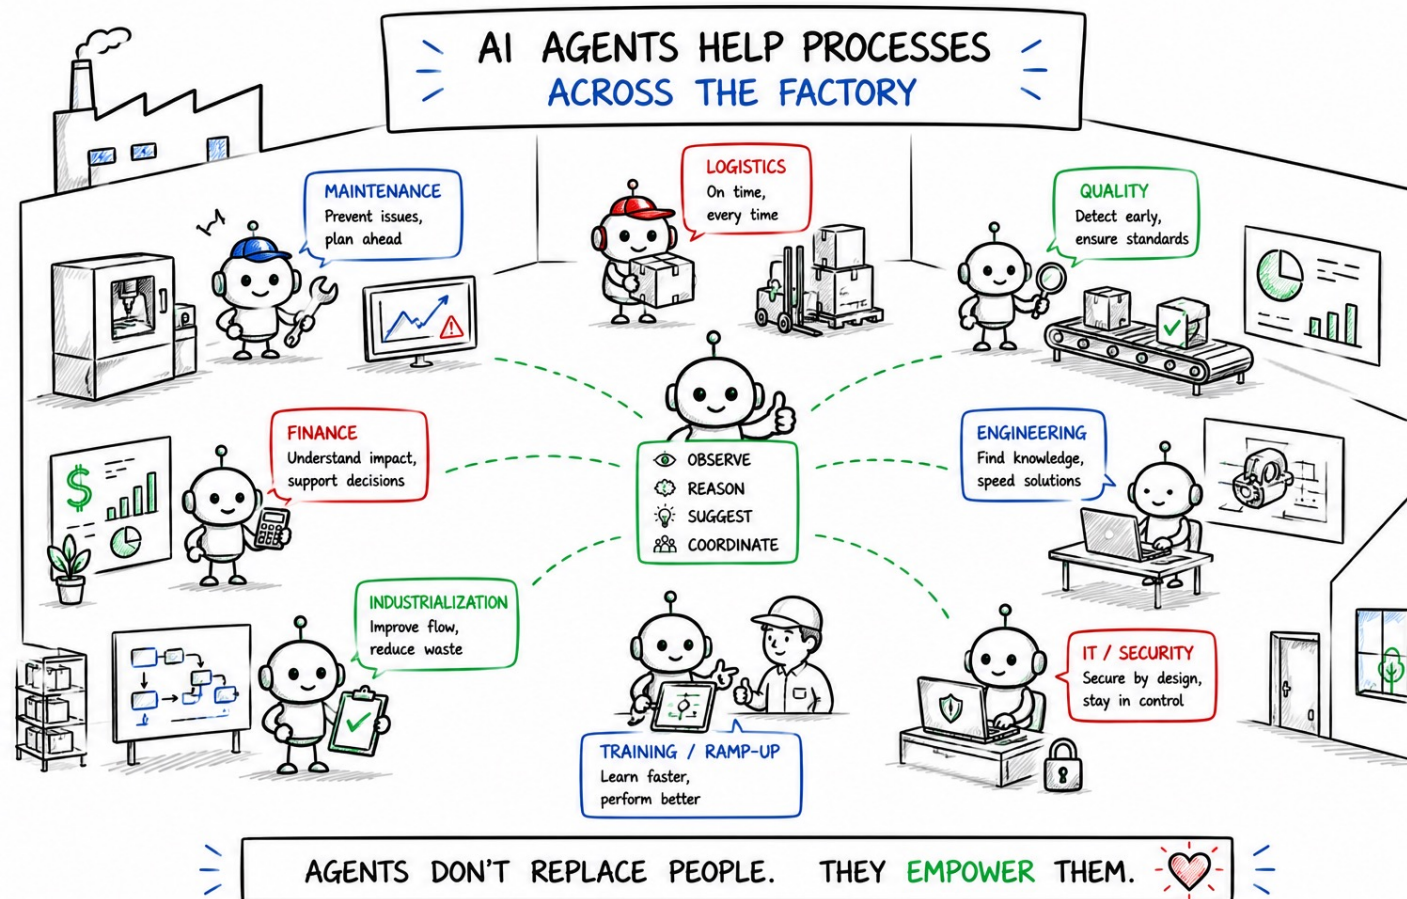 AI AGENTS HELP PROCESSES
ACROSS THE FACTORY
MAINTENANCE
Prevent issues,
plan ahead
LOGISTICS
On time,
every time
QUALITY
Detect early,
ensure standards
FINANCE
Understand impact,
support decisions
OBSERVE
REASON
SUGGEST
COORDINATE
ENGINEERING
Find knowledge,
speed solutions
INDUSTRIALIZATION
Improve flow,
reduce waste
TRAINING / RAMP-UP
Learn faster,
perform better
IT / SECURITY
Secure by design,
stay in control
AGENTS DON'T REPLACE PEOPLE. THEY EMPOWER THEM.